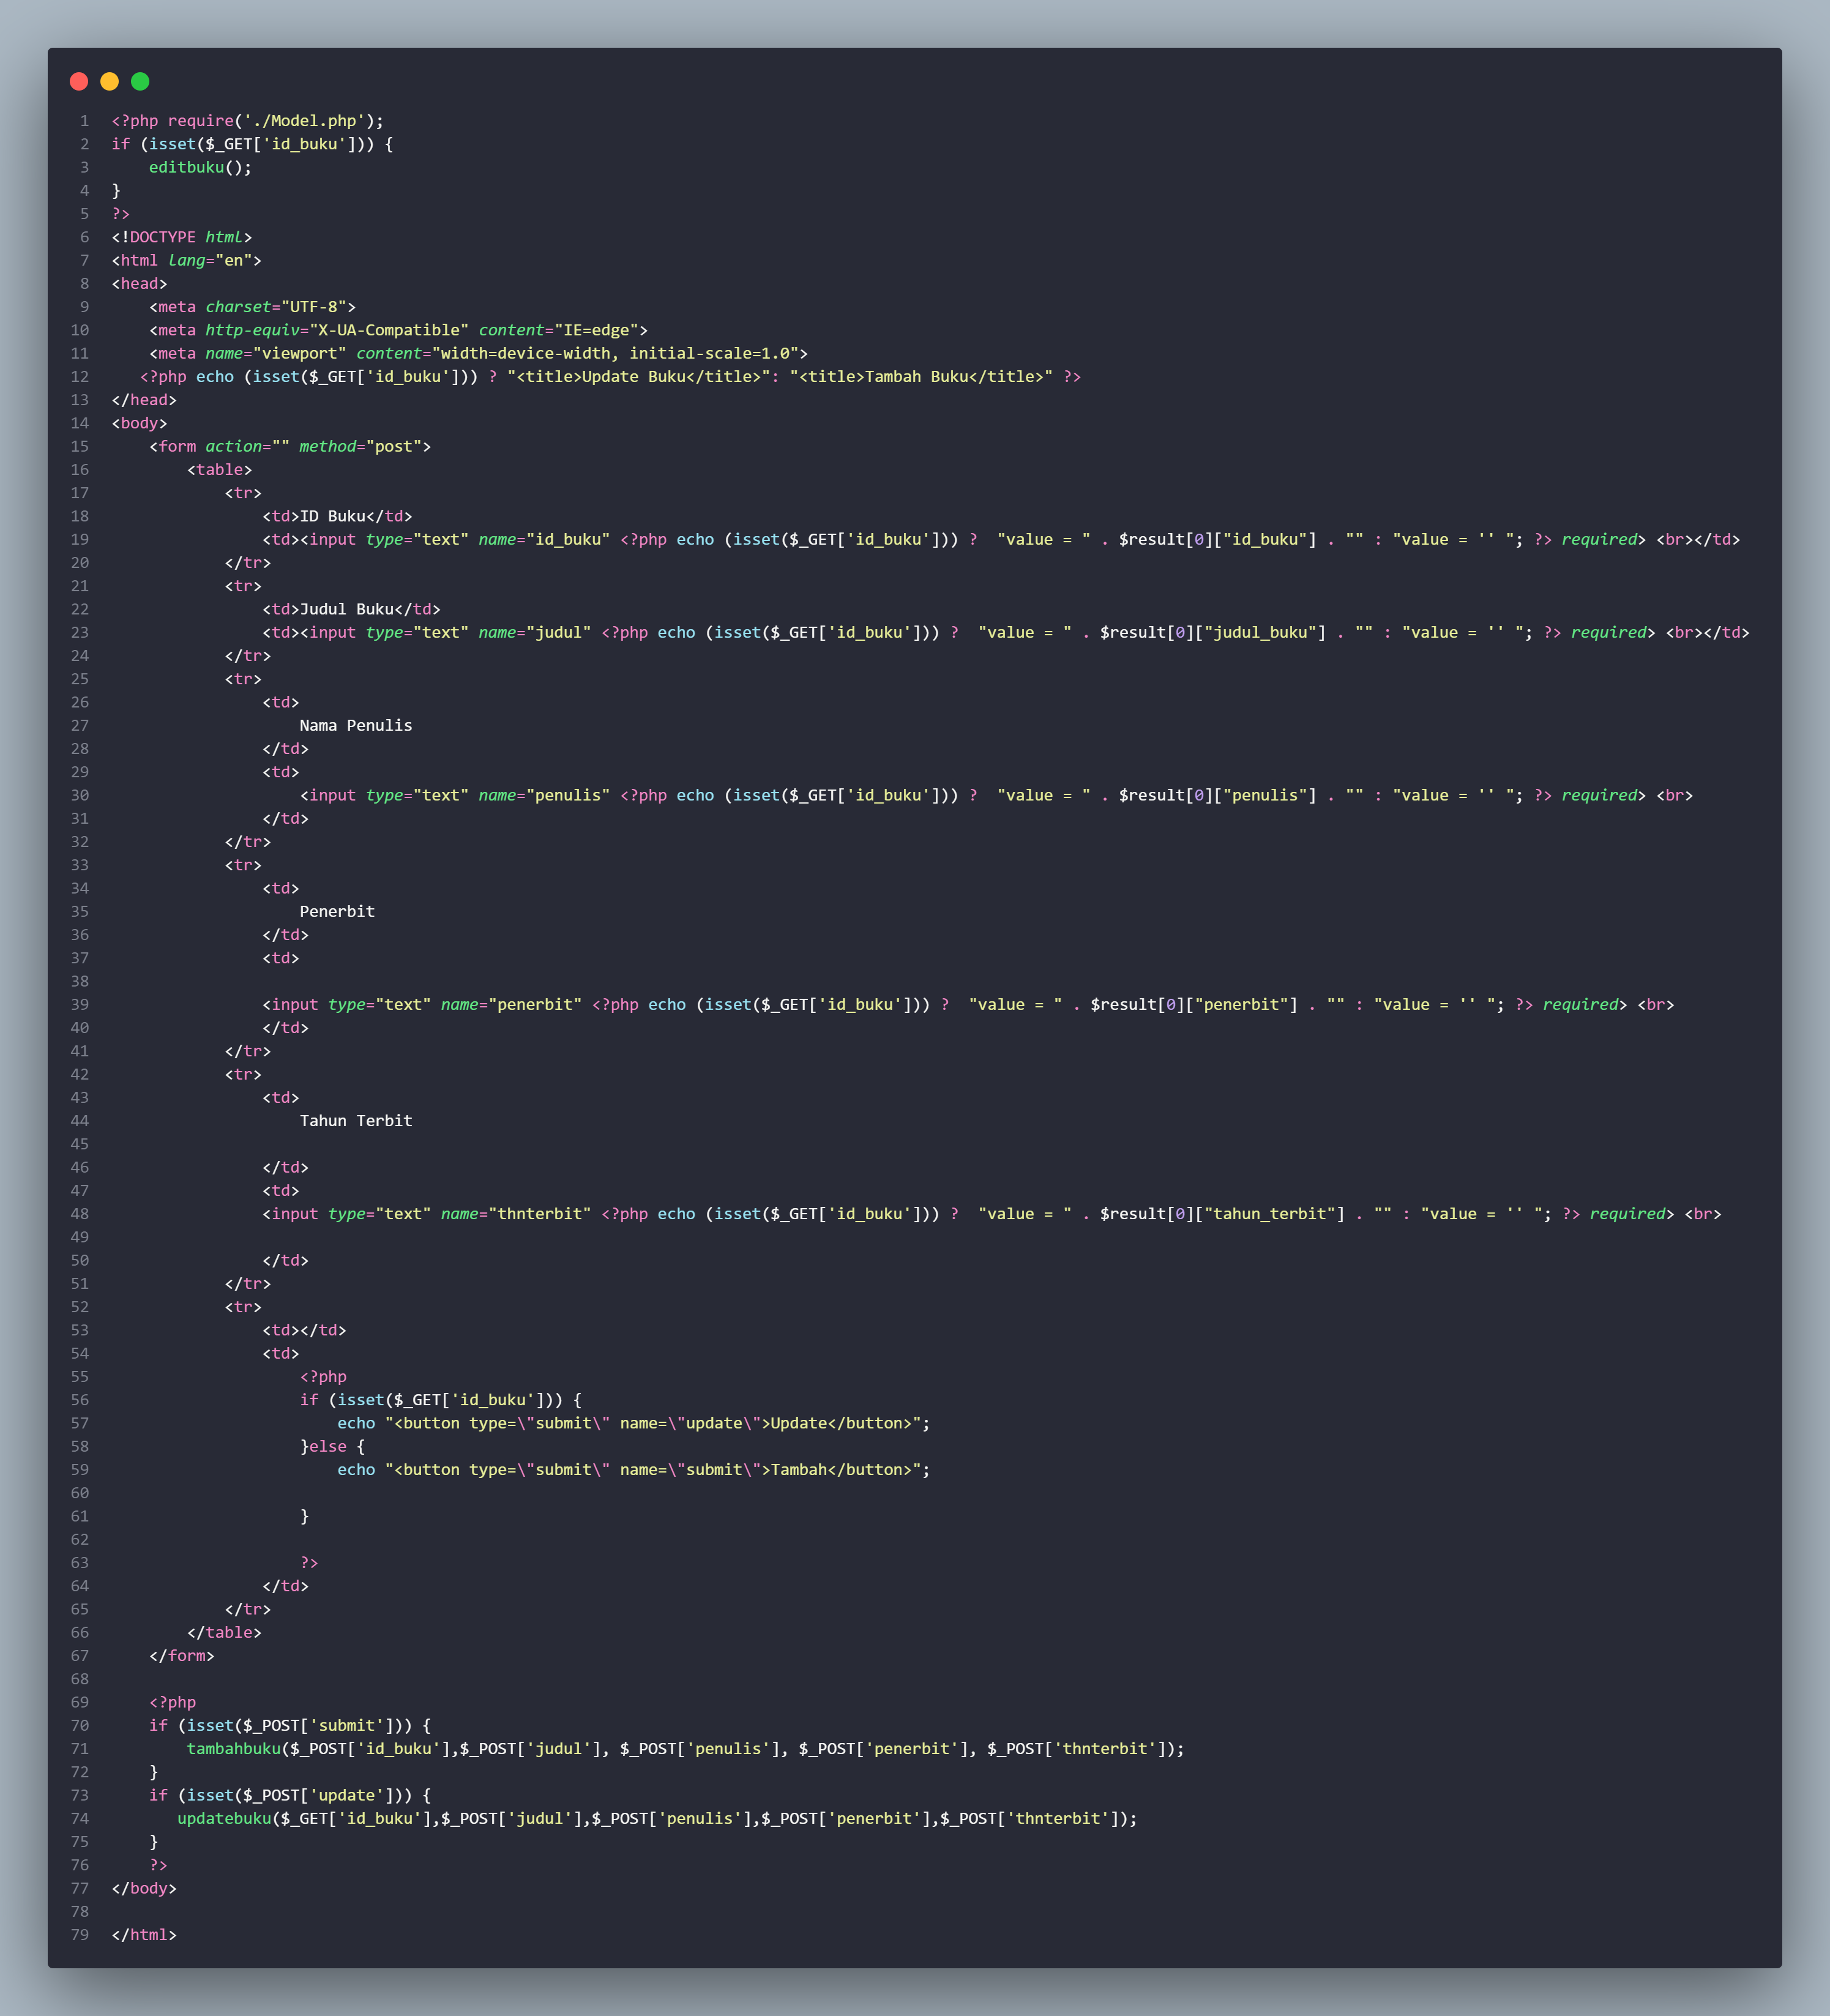 1 <?php require('./Model.php');
2 if (isset($_GET['id_buku'])) {
3     editbuku();
4 }
5 ?>
6 <!DOCTYPE html>
7 <html lang="en">
8 <head>
9     <meta charset="UTF-8">
10     <meta http-equiv="X-UA-Compatible" content="IE=edge">
11     <meta name="viewport" content="width=device-width, initial-scale=1.0">
12    <?php echo (isset($_GET['id_buku'])) ? "<title>Update Buku</title>": "<title>Tambah Buku</title>" ?>
13 </head>
14 <body>
15     <form action="" method="post">
16         <table>
17             <tr>
18                 <td>ID Buku</td>
19                 <td><input type="text" name="id_buku" <?php echo (isset($_GET['id_buku'])) ?  "value = " . $result[0]["id_buku"] . "" : "value = '' "; ?> required> <br></td>
20             </tr>
21             <tr>
22                 <td>Judul Buku</td>
23                 <td><input type="text" name="judul" <?php echo (isset($_GET['id_buku'])) ?  "value = " . $result[0]["judul_buku"] . "" : "value = '' "; ?> required> <br></td>
24             </tr>
25             <tr>
26                 <td>
27                     Nama Penulis
28                 </td>
29                 <td>
30                     <input type="text" name="penulis" <?php echo (isset($_GET['id_buku'])) ?  "value = " . $result[0]["penulis"] . "" : "value = '' "; ?> required> <br>
31                 </td>
32             </tr>
33             <tr>
34                 <td>
35                     Penerbit
36                 </td>
37                 <td>
38
39                 <input type="text" name="penerbit" <?php echo (isset($_GET['id_buku'])) ?  "value = " . $result[0]["penerbit"] . "" : "value = '' "; ?> required> <br>
40                 </td>
41             </tr>
42             <tr>
43                 <td>
44                     Tahun Terbit
45
46                 </td>
47                 <td>
48                 <input type="text" name="thnterbit" <?php echo (isset($_GET['id_buku'])) ?  "value = " . $result[0]["tahun_terbit"] . "" : "value = '' "; ?> required> <br>
49
50                 </td>
51             </tr>
52             <tr>
53                 <td></td>
54                 <td>
55                     <?php
56                     if (isset($_GET['id_buku'])) {
57                         echo "<button type=\"submit\" name=\"update\">Update</button>";
58                     }else {
59                         echo "<button type=\"submit\" name=\"submit\">Tambah</button>";
60
61                     }
62
63                     ?>
64                 </td>
65             </tr>
66         </table>
67     </form>
68
69     <?php
70     if (isset($_POST['submit'])) {
71         tambahbuku($_POST['id_buku'],$_POST['judul'], $_POST['penulis'], $_POST['penerbit'], $_POST['thnterbit']);
72     }
73     if (isset($_POST['update'])) {
74        updatebuku($_GET['id_buku'],$_POST['judul'],$_POST['penulis'],$_POST['penerbit'],$_POST['thnterbit']);
75     }
76     ?>
77 </body>
78
79 </html>